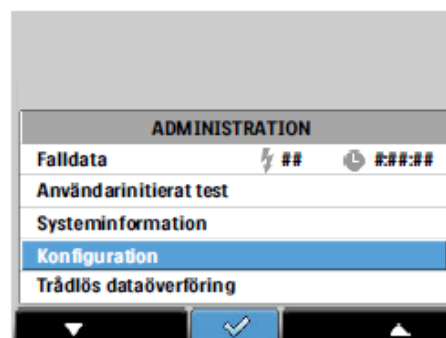 ADMINISTRATION
Falldata ## #:##:##
Användarinitierat test
Systeminformation
Konfiguration
Trådlös dataöverföring